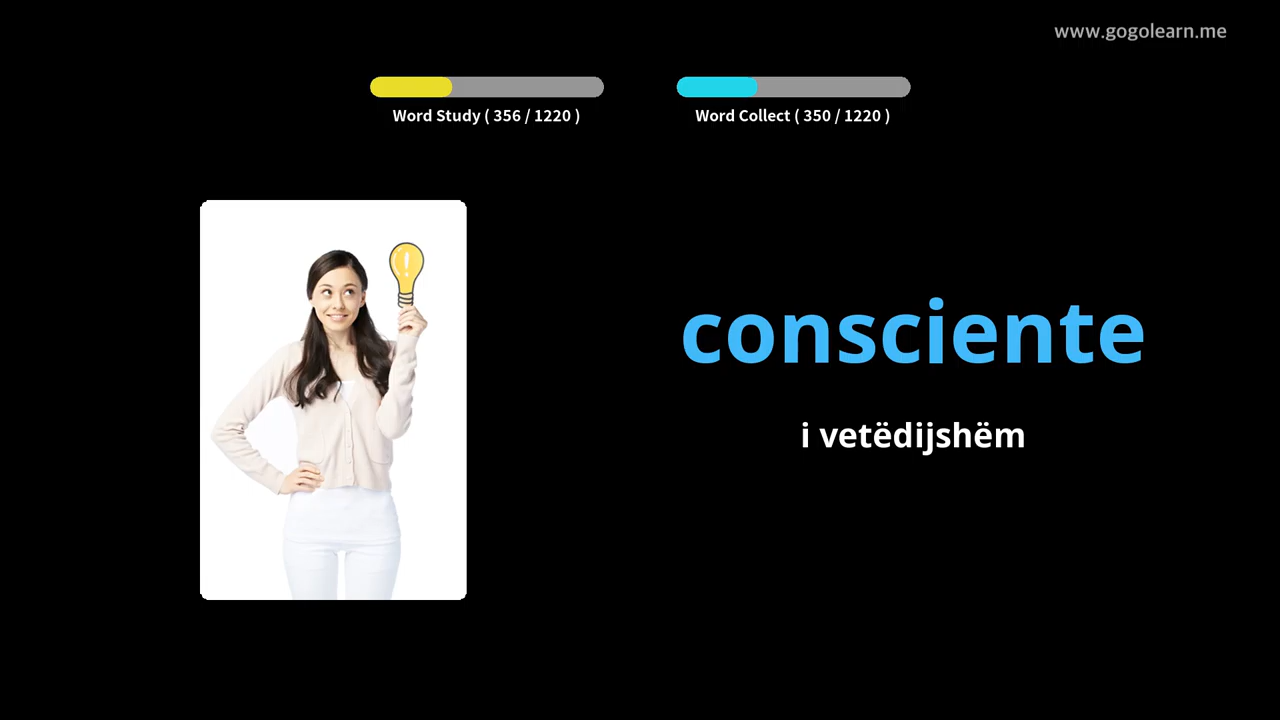 www.gogolearn.me
Word Study ( 356 / 1220 )
Word Collect ( 350 / 1220 )
consciente
i vetëdijshëm